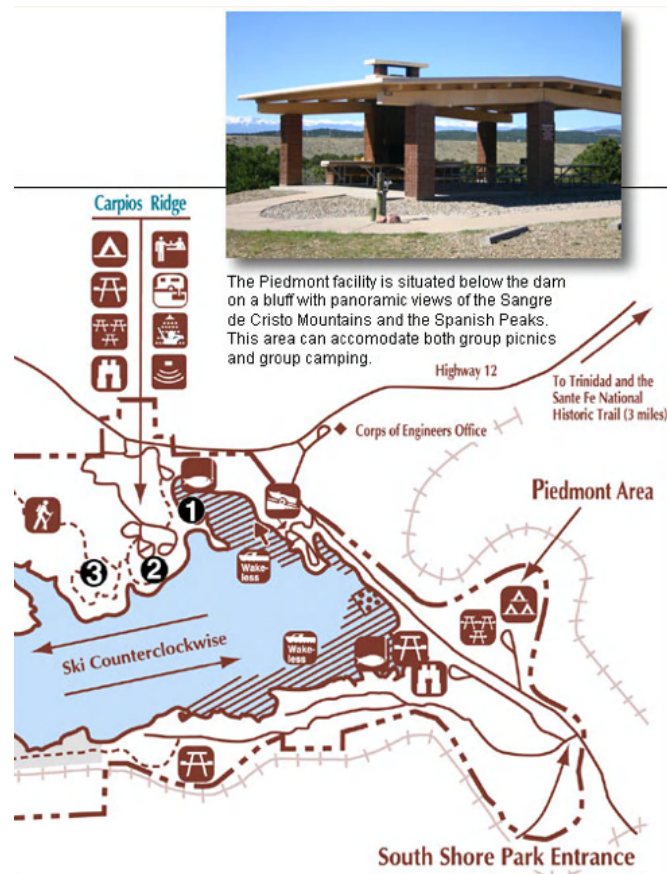 Carpios Ridge
The Piedmont facility is situated below the dam
on a bluff with panoramic views of the Sangre
de Cristo Mountains and the Spanish Peaks.
This area can accomodate both group picnics
and group camping.
Highway 12
To Trinidad and the
Sante Fe National
Historic Trail (3 miles)
Corps of Engineers Office
Piedmont Area
1
2
3
Wake-
less
Ski Counterclockwise
Wake-
less
South Shore Park Entrance